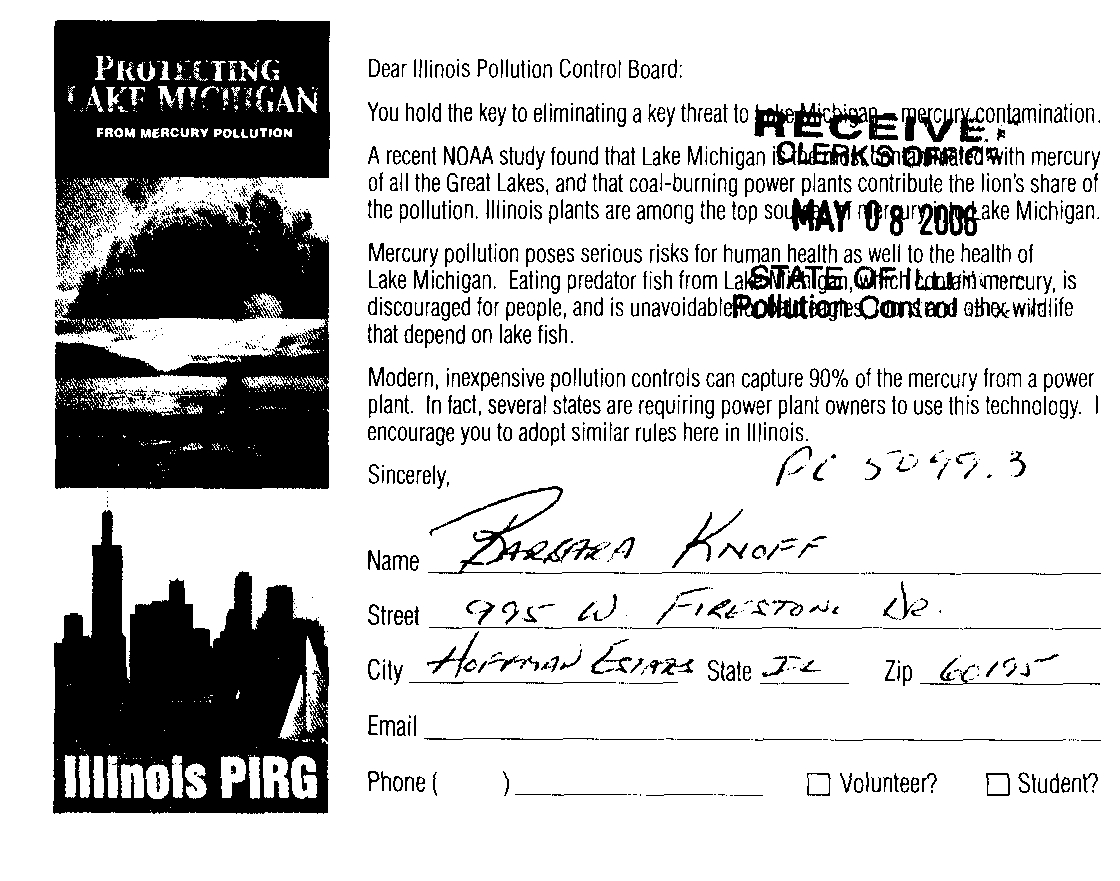 PROTECTING
LAKE MICHIGAN
FROM MERCURY POLLUTION
Illinois PIRG
Dear Illinois Pollution Control Board:
You hold the key to eliminating a key threat to Lake Michigan - mercury contamination.
RECEIVE
CLERK'S OFFICE
A recent NOAA study found that Lake Michigan is the most contaminated with mercury
of all the Great Lakes, and that coal-burning power plants contribute the lion's share of
the pollution. Illinois plants are among the top sources of mercury into Lake Michigan.
MAY 08 2006
Mercury pollution poses serious risks for human health as well to the health of
Lake Michigan. Eating predator fish from Lake Michigan, which contain mercury, is
STATE OF ILL
discouraged for people, and is unavoidable eagles and other wildlife
Pollution Control
that depend on lake fish.
Modern, inexpensive pollution controls can capture 90% of the mercury from a power
plant. In fact, several states are requiring power plant owners to use this technology. I
encourage you to adopt similar rules here in Illinois.
Sincerely,
PC 5099.3
Name BARBARA KNOFF
Street 995 W. FIRESTONE DR.
City HOFFMAN ESTATES State IL Zip 60195
Email
Phone ( )
Volunteer? Student?